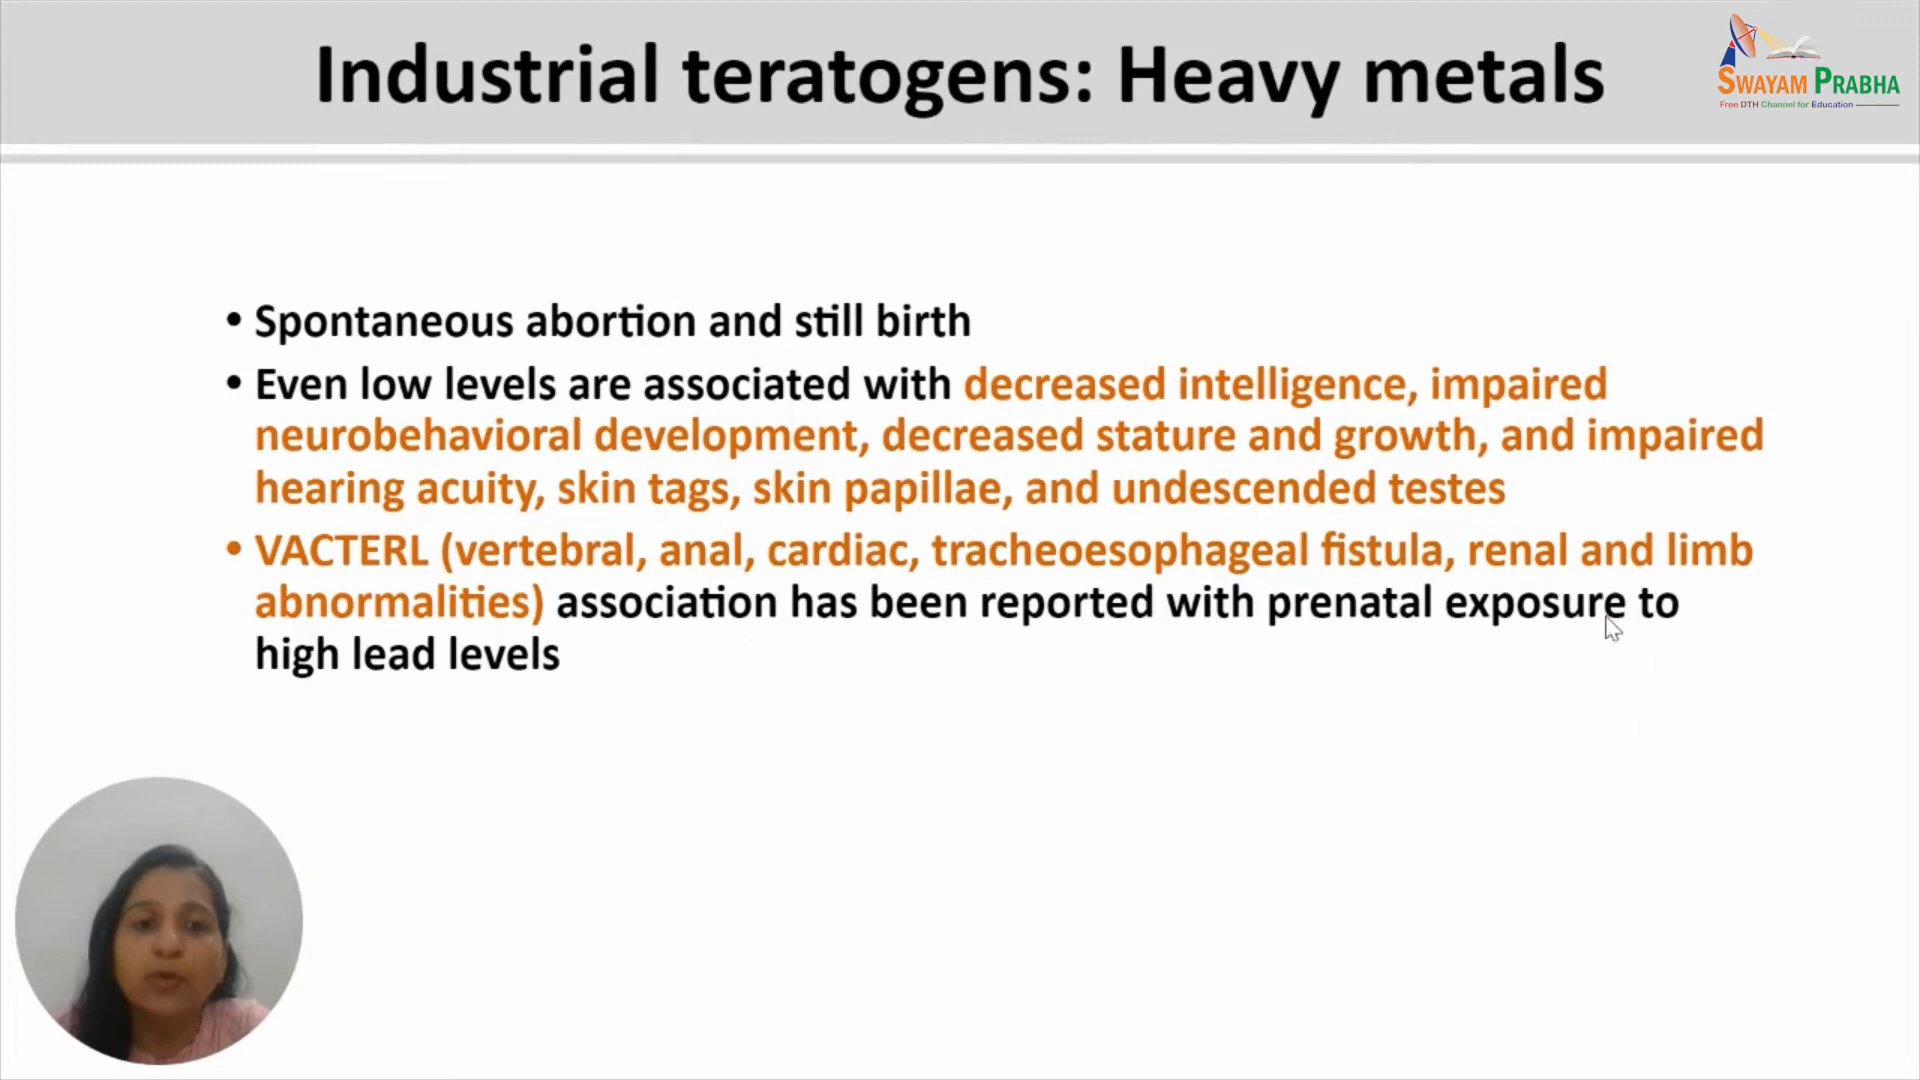 Industrial teratogens: Heavy metals
SWAYAM PRABHA
Free DTH Channel for Education
• Spontaneous abortion and still birth
• Even low levels are associated with decreased intelligence, impaired
neurobehavioral development, decreased stature and growth, and impaired
hearing acuity, skin tags, skin papillae, and undescended testes
• VACTERL (vertebral, anal, cardiac, tracheoesophageal fistula, renal and limb
abnormalities) association has been reported with prenatal exposure to
high lead levels